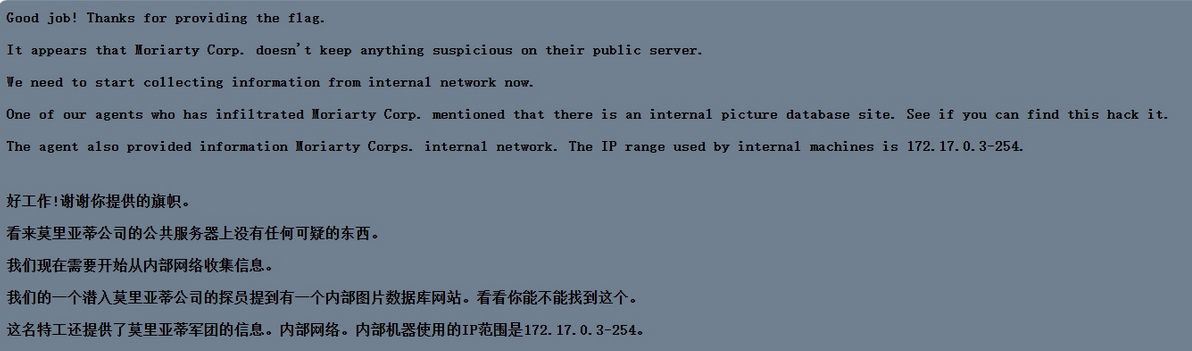 Good job! Thanks for providing the flag.
It appears that Moriarty Corp. doesn't keep anything suspicious on their public server.
We need to start collecting information from internal network now.
One of our agents who has infiltrated Moriarty Corp. mentioned that there is an internal picture database site. See if you can find this hack it.
The agent also provided information Moriarty Corps. internal network. The IP range used by internal machines is 172.17.0.3-254.
好工作!谢谢你提供的旗帜。
看来莫里亚蒂公司的公共服务器上没有任何可疑的东西。
我们现在需要开始从内部网络收集信息。
我们的一个潜入莫里亚蒂公司的探员提到有一个内部图片数据库网站。看看你能不能找到这个。
这名特工还提供了莫里亚蒂军团的信息。内部网络。内部机器使用的IP范围是172.17.0.3-254。